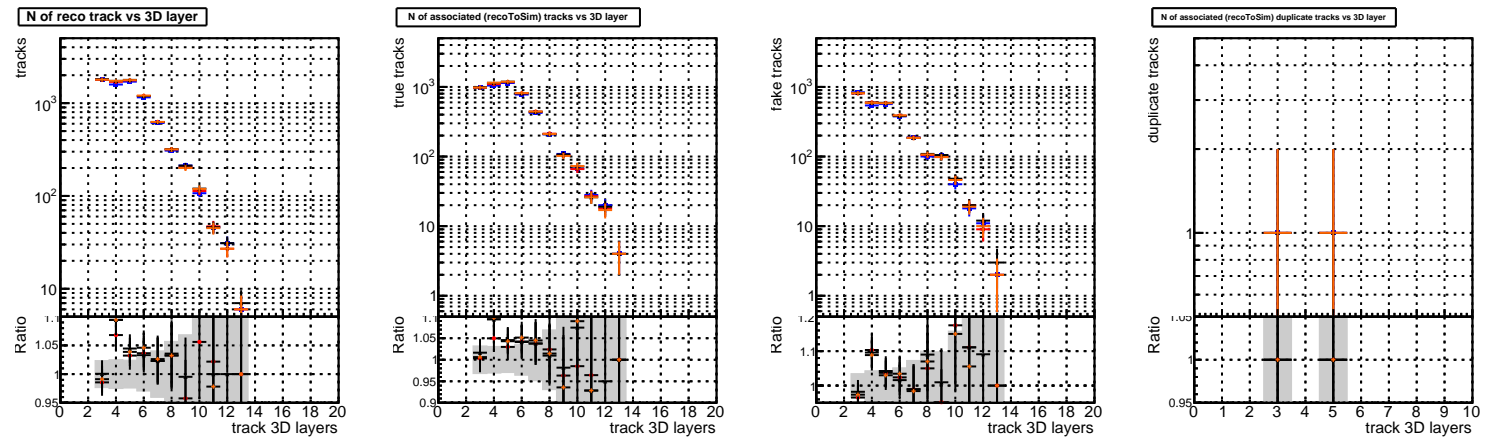 N of reco track vs 3D layer
tracks
10³
10²
10
Ratio
1.1
1.05
1
0.95
0 2 4 6 8 10 12 14 16 18 20
track 3D layers
N of associated (recoToSim) tracks vs 3D layer
true tracks
10³
10²
10
1
Ratio
1.1
1.05
1
0.95
0.9
0 2 4 6 8 10 12 14 16 18 20
track 3D layers
fake tracks
10³
10²
10
1
Ratio
1.2
1.1
1
0 2 4 6 8 10 12 14 16 18 20
track 3D layers
N of associated (recoToSim) duplicate tracks vs 3D layer
duplicate tracks
1
Ratio
1.05
1
0.95
0 1 2 3 4 5 6 7 8 9 10
track 3D layers